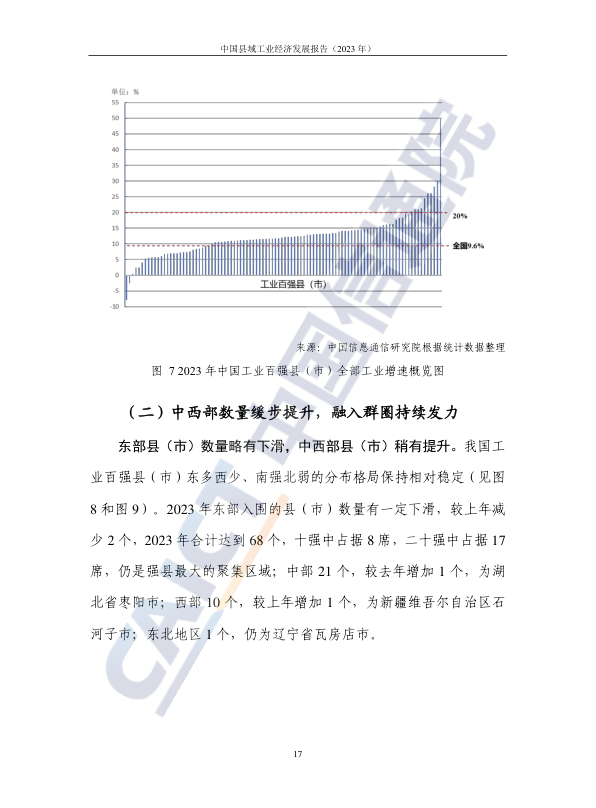 中国县域工业经济发展报告（2023 年）
单位：%
55
50
45
40
35
30
25
20
15
10
5
0
-5
-10
20%
全国9.6%
工业百强县（市）
来源：中国信息通信研究院根据统计数据整理
图 7 2023 年中国工业百强县（市）全部工业增速概览图
（二）中西部数量缓步提升，融入群圈持续发力
东部县（市）数量略有下滑，中西部县（市）稍有提升。我国工
业百强县（市）东多西少、南强北弱的分布格局保持相对稳定（见图
8 和图 9）。2023 年东部入围的县（市）数量有一定下滑，较上年减
少 2 个，2023 年合计达到 68 个，十强中占据 8 席，二十强中占据 17
席，仍是强县最大的聚集区域；中部 21 个，较去年增加 1 个，为湖
北省枣阳市；西部 10 个，较上年增加 1 个，为新疆维吾尔自治区石
河子市；东北地区 1 个，仍为辽宁省瓦房店市。
CAICT 中国信通院
17